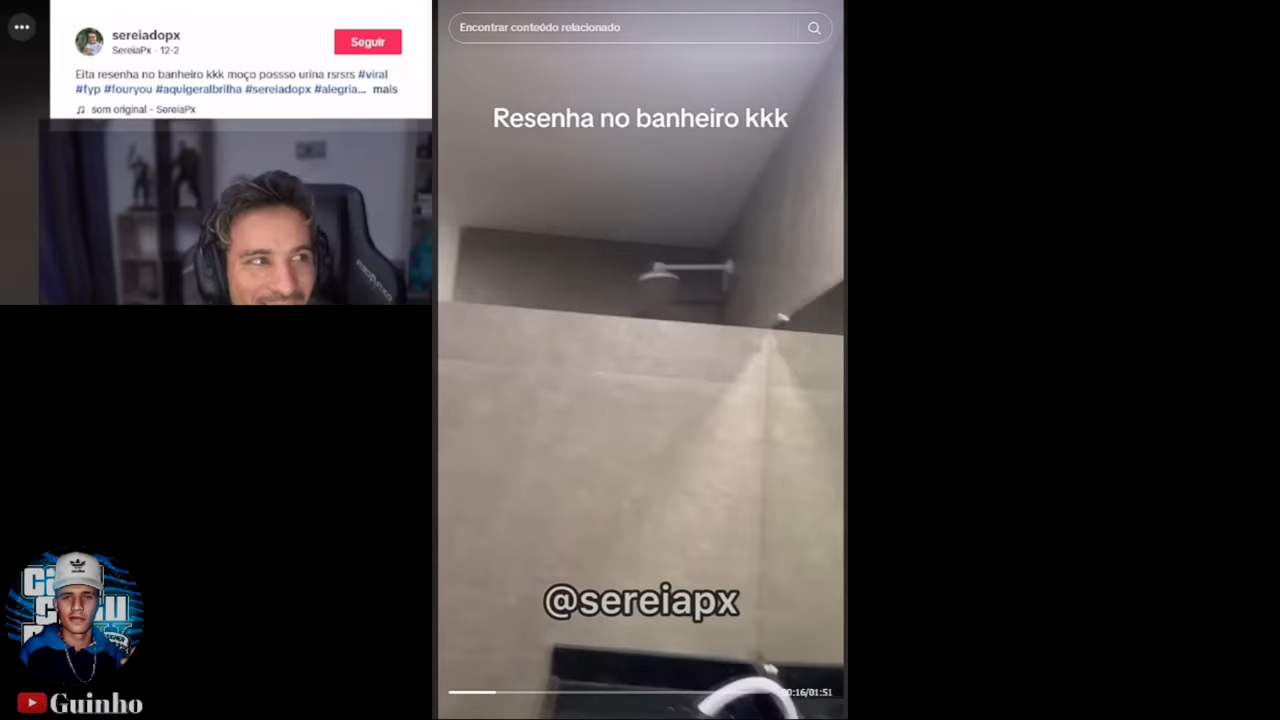 sereiadopx
SereiaPx · 12-2
Seguir
Eita resenha no banheiro kkk moço possso urina rsrsrs #viral
#fyp #fouryou #aquigeralbrilha #sereiadopx #alegria... mais
som original - SereiaPx
Encontrar conteúdo relacionado
Resenha no banheiro kkk
@sereiapx
00:16/01:51
Guinho